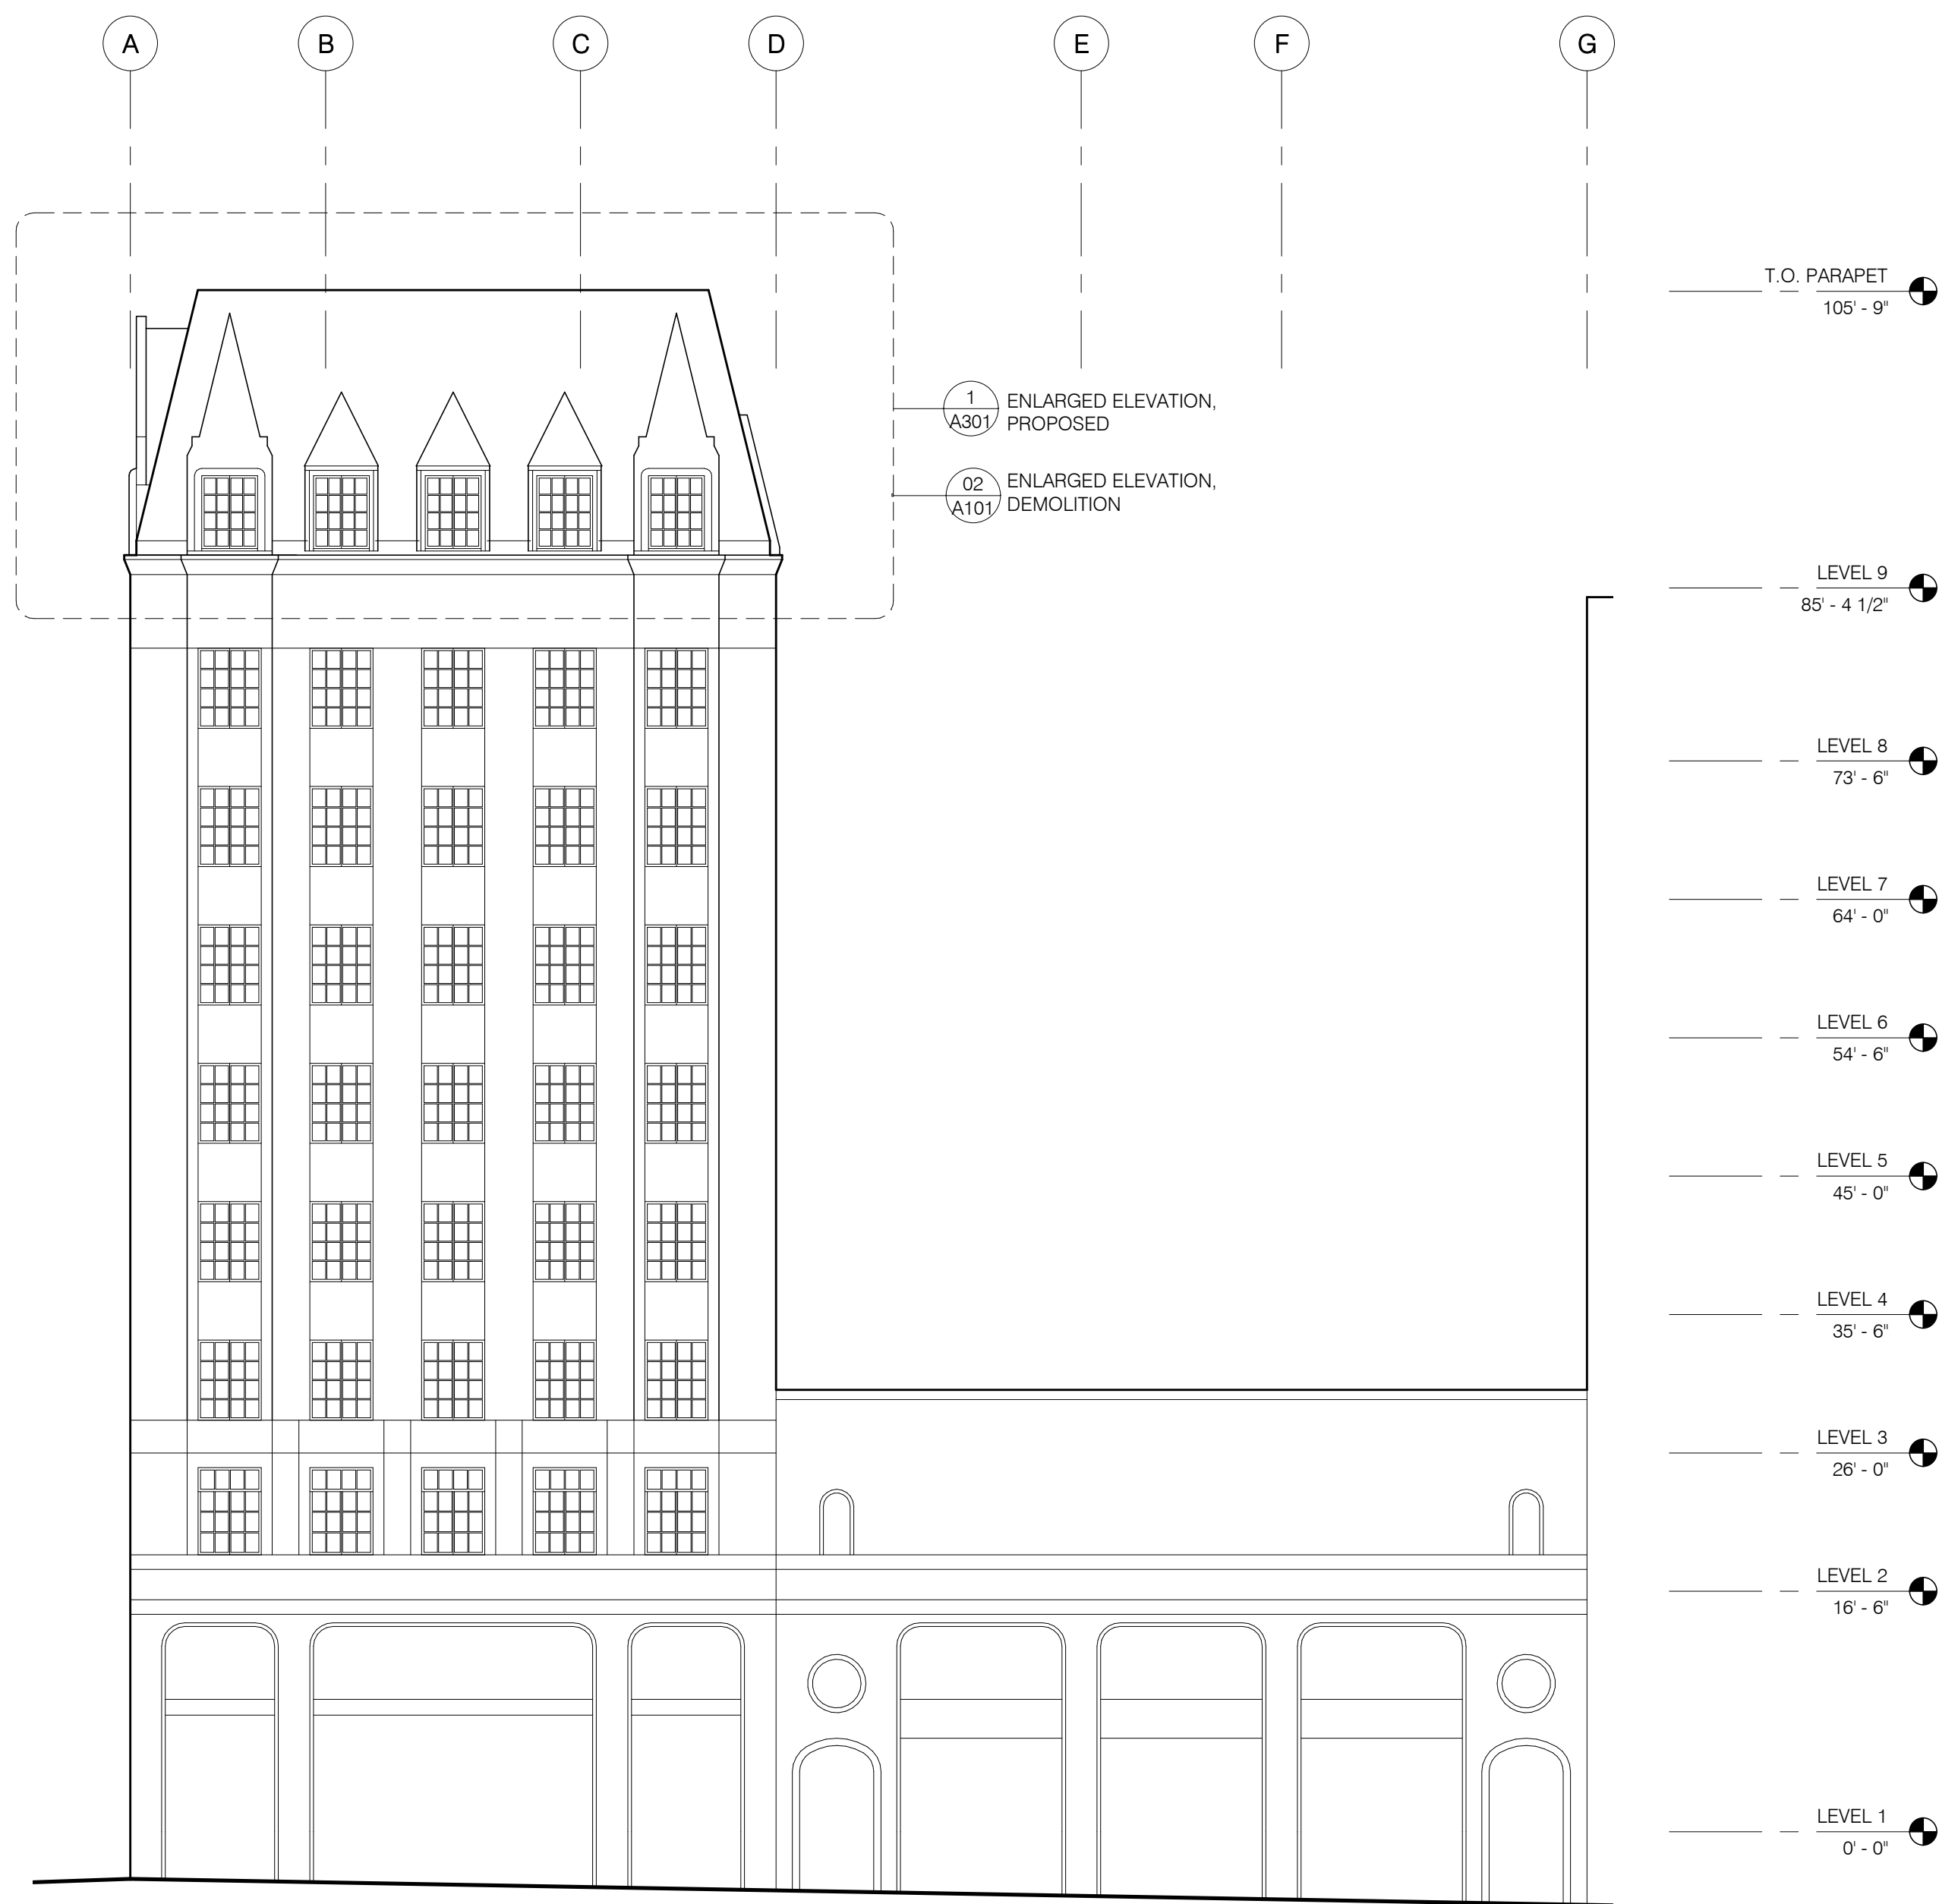 A
B
C
D
E
F
G
T.O. PARAPET
105' - 9"
1
A301
ENLARGED ELEVATION,
PROPOSED
02
A101
ENLARGED ELEVATION,
DEMOLITION
LEVEL 9
85' - 4 1/2"
LEVEL 8
73' - 6"
LEVEL 7
64' - 0"
LEVEL 6
54' - 6"
LEVEL 5
45' - 0"
LEVEL 4
35' - 6"
LEVEL 3
26' - 0"
LEVEL 2
16' - 6"
LEVEL 1
0' - 0"